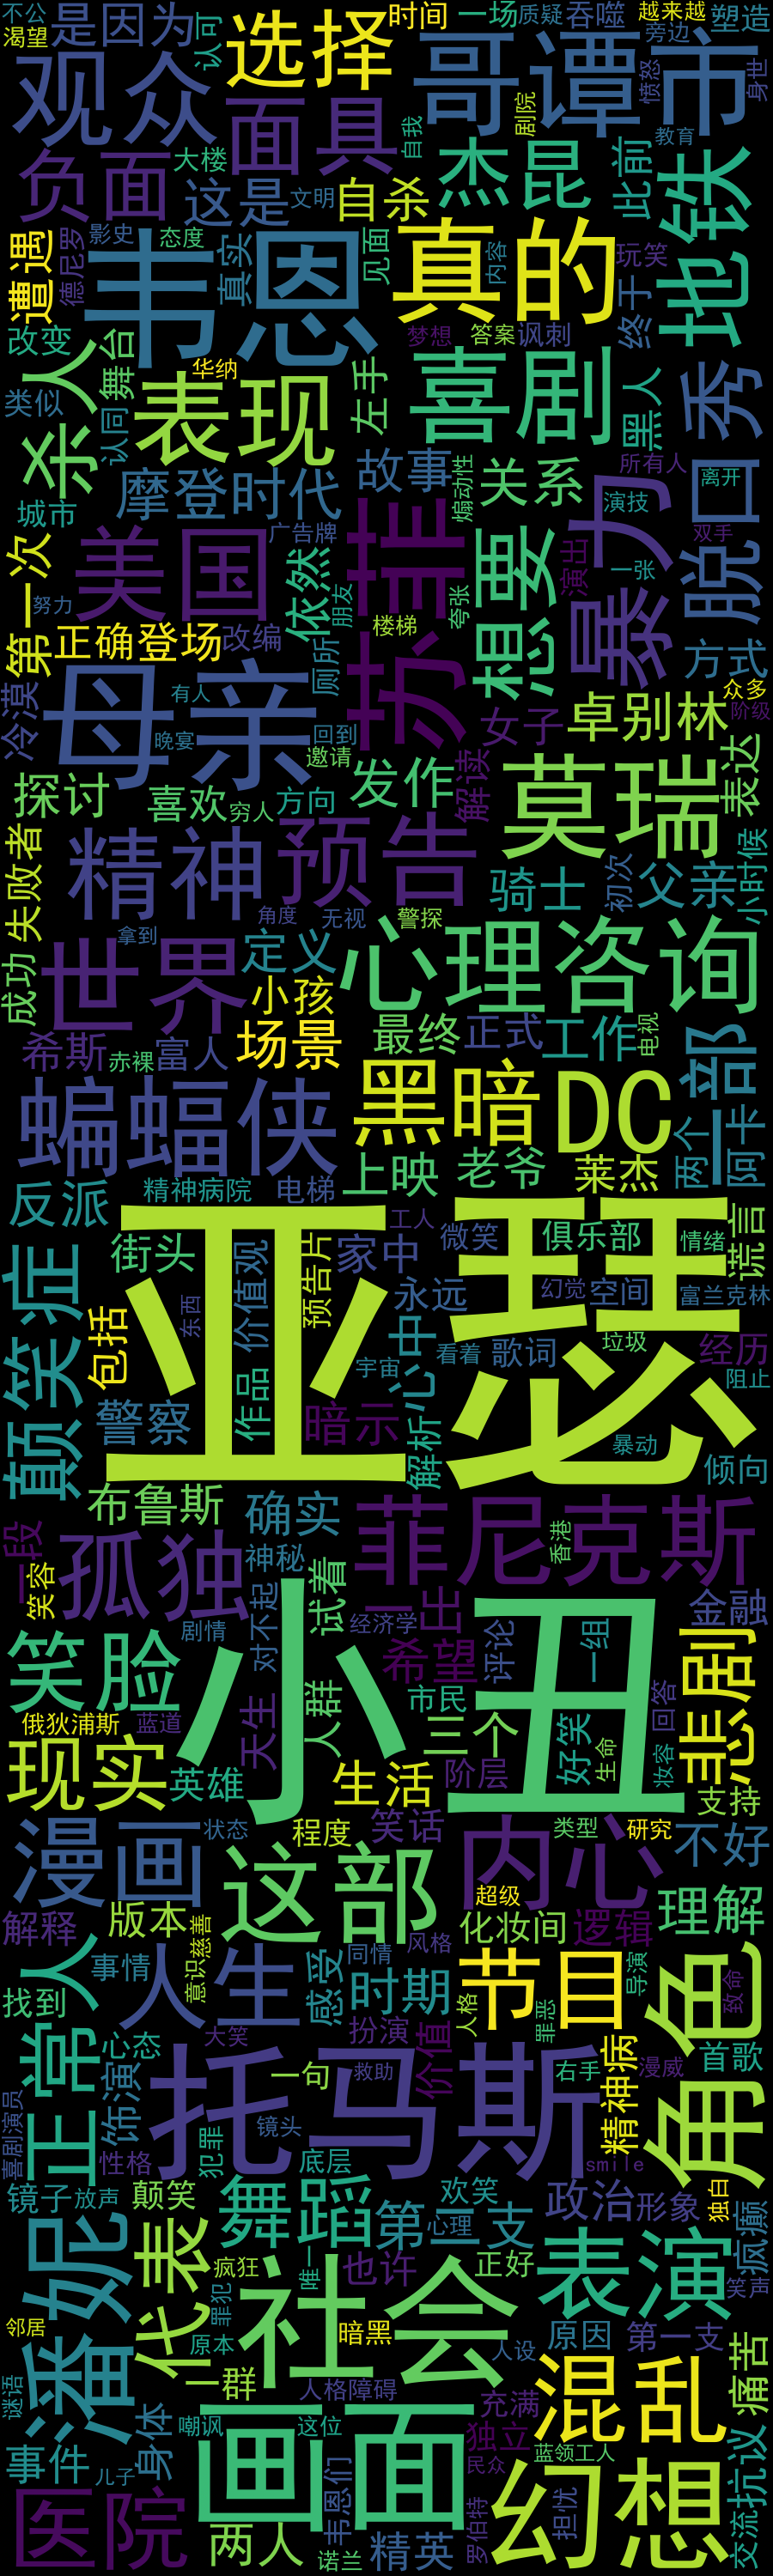 不公
渴望
是因为
认可
选择
时间
一场
质疑
吞噬
越来越
塑造
旁边
观众
面具
哥谭市
愤怒
身世
剧院
自我
教育
负面
大楼
这是
文明
自杀
杰昆
此前
地铁
遭遇
德尼罗
影史
态度
真实
见面
真的
内容
玩笑
韦恩
终于
改变
杀人
舞台
华纳
梦想
答案
讽刺
喜剧
脱口秀
类似
认同
表现
左手
黑人
城市
摩登时代
故事
煽动性
关系
所有人
离开
演技
暴力
双手
第一次
美国
广告牌
依然
朋友
苏菲
夸张
想要
演出
一张
努力
正确
登场
改编
厕所
楼梯
方式
冷漠
母亲
有人
晚宴
回到
邀请
女子
卓别林
众多
阶级
探讨
喜欢
穷人
方向
发作
解读
莫瑞
表达
失败者
精神
预告
骑士
初次
父亲
小时候
拿到
角度
无视
警探
成功
世界
定义
小孩
心理咨询
希斯
赤裸
富人
场景
最终
正式
工作
电视
一部
蝙蝠侠
黑暗
DC
两个
阿卡
反派
精神病院
电梯
上映
老爷
莱杰
谎言
颠笑症
街头
工人
微笑
俱乐部
情绪
包括
东西
价值观
预告片
家中
永远
幻觉
空间
富兰克林
亚瑟
宇宙
看着
歌词
垃圾
经历
阻止
警察
作品
暗示
心中
解析
暴动
倾向
布鲁斯
确实
菲尼克斯
一段
孤独
神秘
试着
香港
笑容
一出
金融
笑脸
剧情
对不起
经济学
希望
评论
一组
悲剧
小丑
俄狄浦斯
蓝道
天生
人群
市民
三个
好笑
回答
生命
妆容
现实
英雄
生活
阶层
支持
漫画
状态
程度
笑话
内心
类型
研究
不好
解释
版本
慈善
意识
这部
超级
化妆间
逻辑
理解
事情
人生
感受
同情
风格
时期
节目
导演
角色
致命
找到
正常人
心态
大笑
扮演
价值
人格
罪恶
精神病
漫威
首歌
喜剧演员
饰演
托马斯
一句
救助
右手
性格
犯罪
镜头
底层
smile
镜子
放声
颠笑
舞蹈
欢笑
第二支
心理
政治
形象
独白
疯癫
潘妮
代表
疯狂
唯一
也许
正好
表演
笑声
邻居
罪犯
原本
社会
暗黑
人设
原因
第一支
谜语
一群
人格障碍
充满
混乱
痛苦
事件
身体
嘲讽
这位
独立
蓝领工人
抗议
儿子
画面
民众
幻想
医院
两人
韦恩们
诺兰
精英
罗伯特
担忧
交流